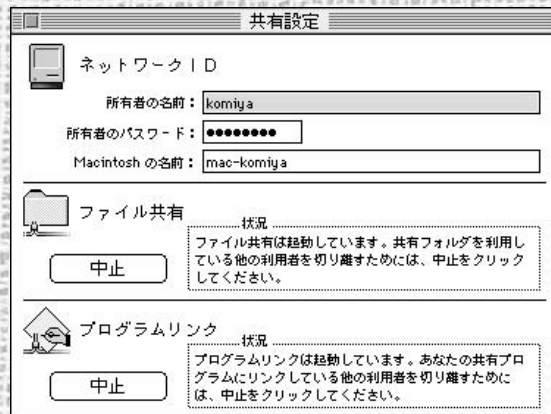 共有設定
ネットワークID
所有者の名前：komiya
所有者のパスワード：●●●●●●●●
Macintosh の名前：mac-komiya
ファイル共有
状況
中止
ファイル共有は起動しています。共有フォルダを利用し
ている他の利用者を切り離すためには、中止をクリック
してください。
プログラムリンク
状況
中止
プログラムリンクは起動しています。あなたの共有プロ
グラムにリンクしている他の利用者を切り離すために
は、中止をクリックしてください。